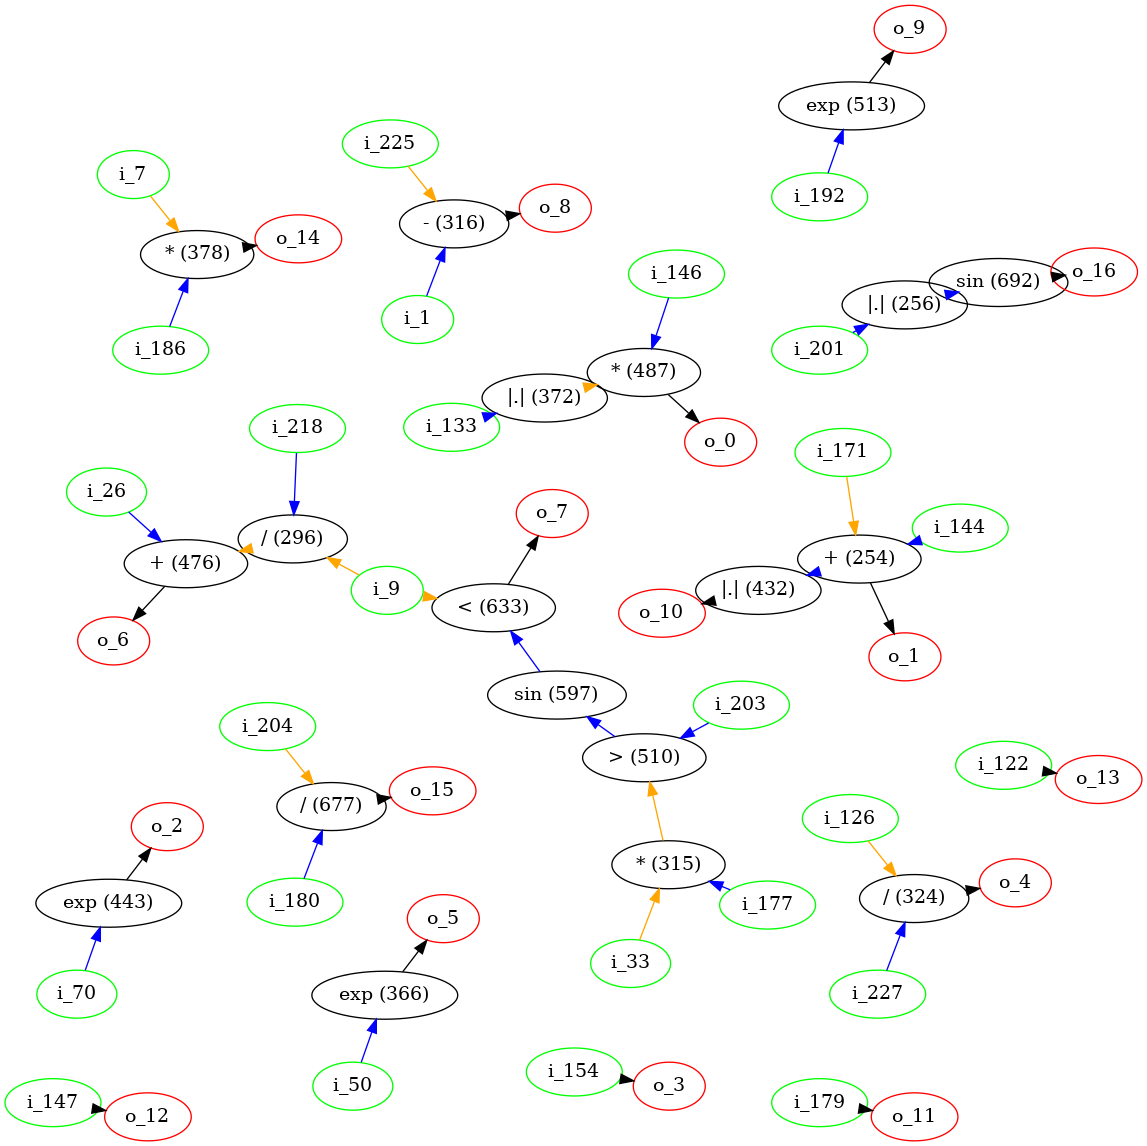 o_9
exp (513)
i_225
i_7
i_192
o_8
- (316)
o_14
* (378)
i_146
o_16
sin (692)
|.| (256)
i_1
i_186
i_201
* (487)
|.| (372)
i_133
i_218
o_0
i_171
i_26
o_7
i_144
/ (296)
+ (254)
+ (476)
i_9
|.| (432)
< (633)
o_10
o_6
o_1
sin (597)
i_203
i_204
> (510)
i_122
o_13
o_15
/ (677)
i_126
o_2
* (315)
o_4
/ (324)
exp (443)
i_180
i_177
o_5
i_33
i_70
exp (366)
i_227
i_154
i_50
o_3
i_147
i_179
o_12
o_11